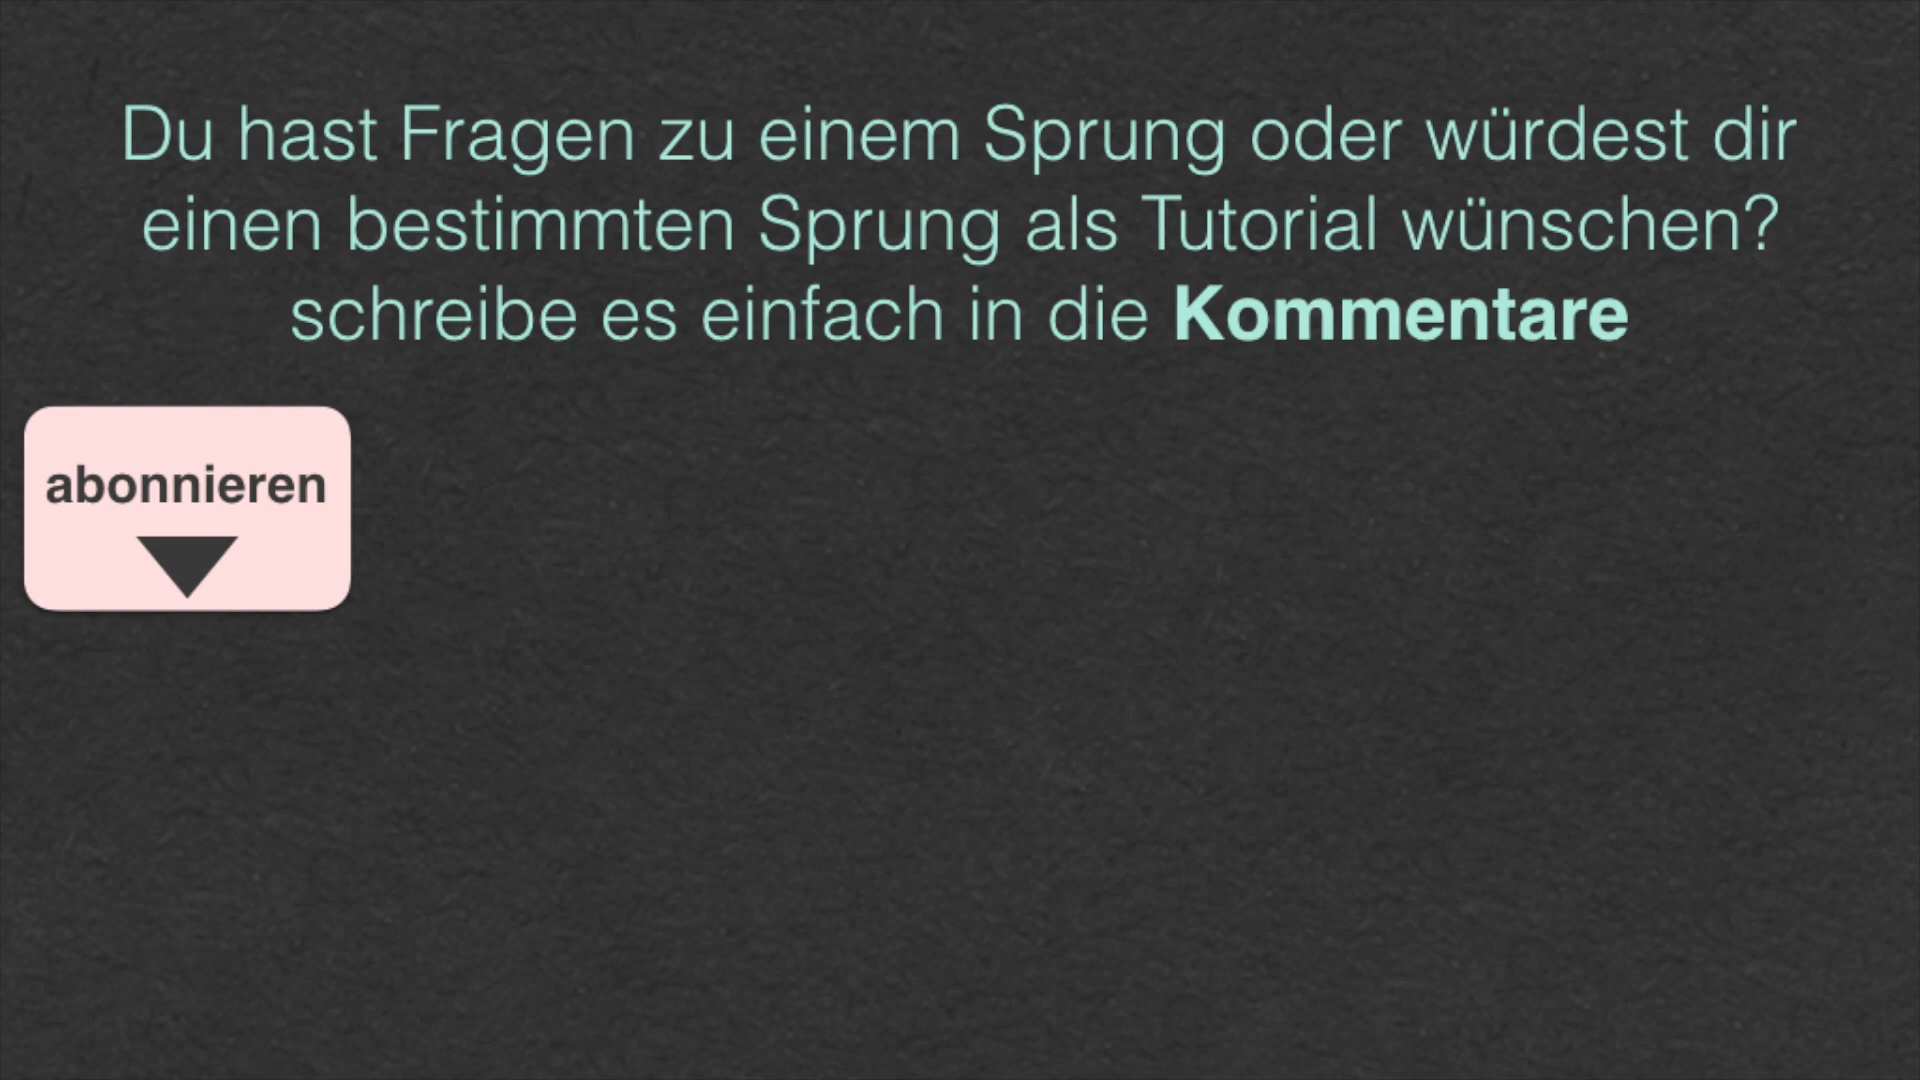 Du hast Fragen zu einem Sprung oder würdest dir
einen bestimmten Sprung als Tutorial wünschen?
schreibe es einfach in die Kommentare
abonnieren